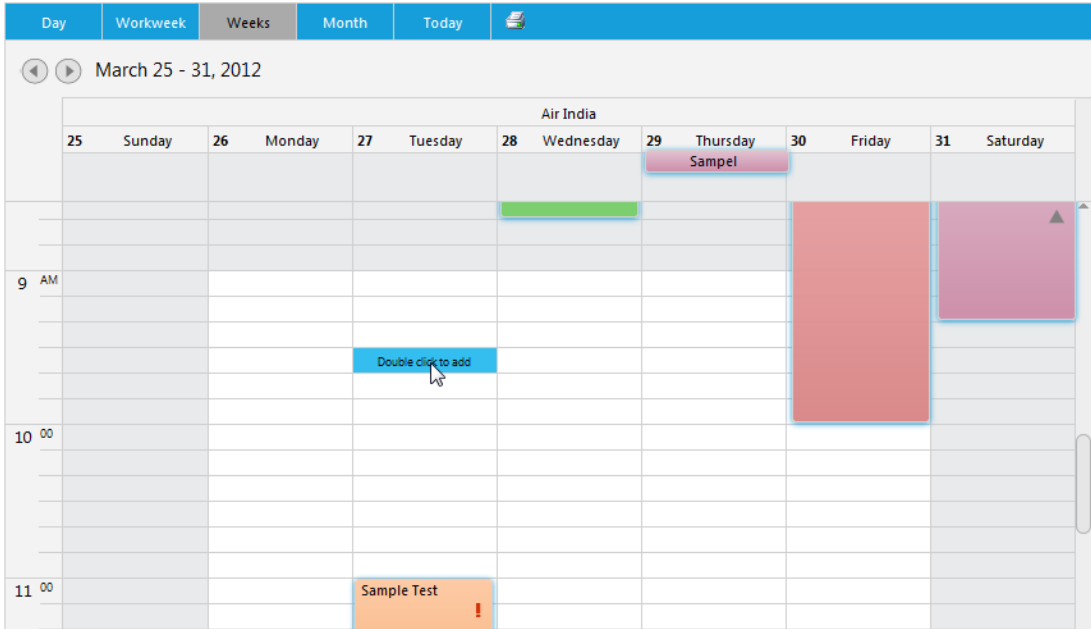 Day Workweek Weeks Month Today
March 25 - 31, 2012
Air India
25 Sunday 26 Monday 27 Tuesday 28 Wednesday 29 Thursday 30 Friday 31 Saturday
Sampel
9 AM
Double click to add
10 00
11 00
Sample Test
!